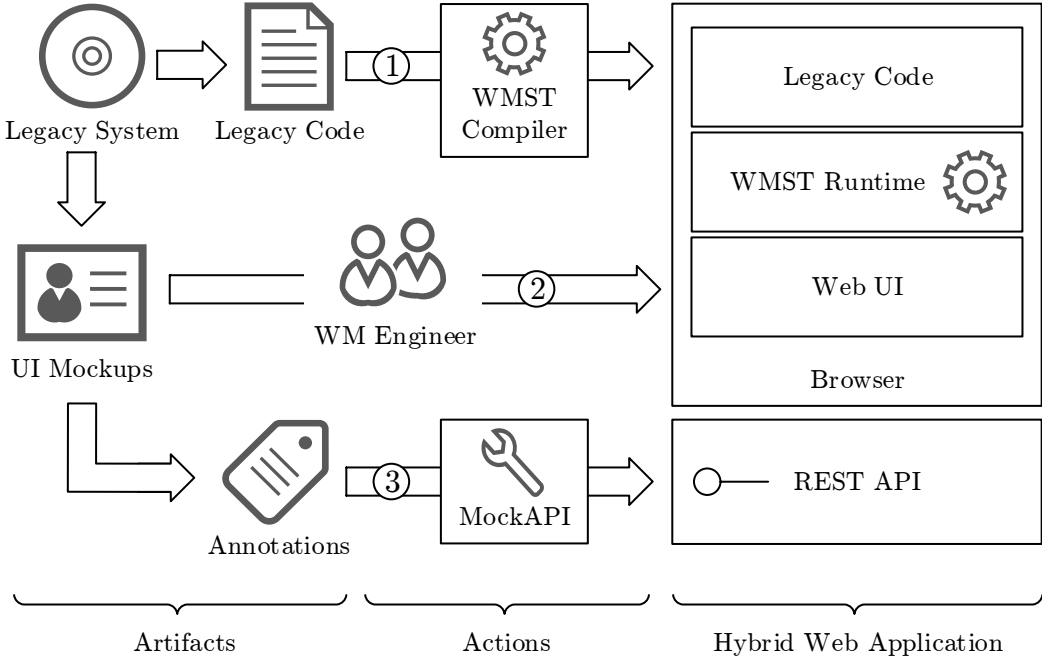 Legacy System
Legacy Code
1
WMST
Compiler
Legacy Code
WMST Runtime
Web UI
Browser
UI Mockups
WM Engineer
2
Annotations
3
MockAPI
REST API
Artifacts
Actions
Hybrid Web Application